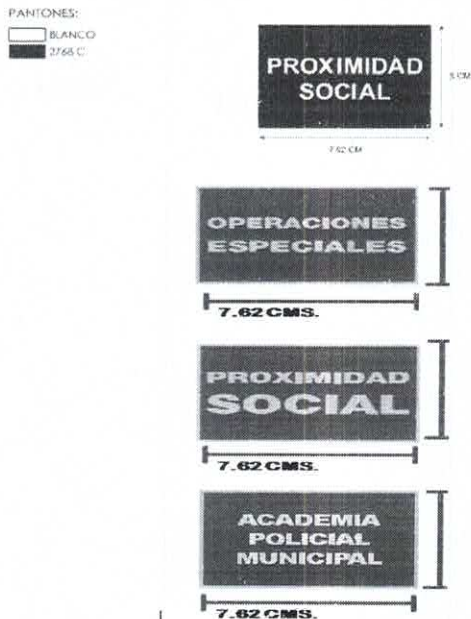 PANTONES:
BLANCO
2768 C
PROXIMIDAD
SOCIAL
5 CM
7.62 CM
OPERACIONES
ESPECIALES
7.62 CMS.
PROXIMIDAD
SOCIAL
7.62 CMS.
ACADEMIA
POLICIAL
MUNICIPAL
7.62 CMS.